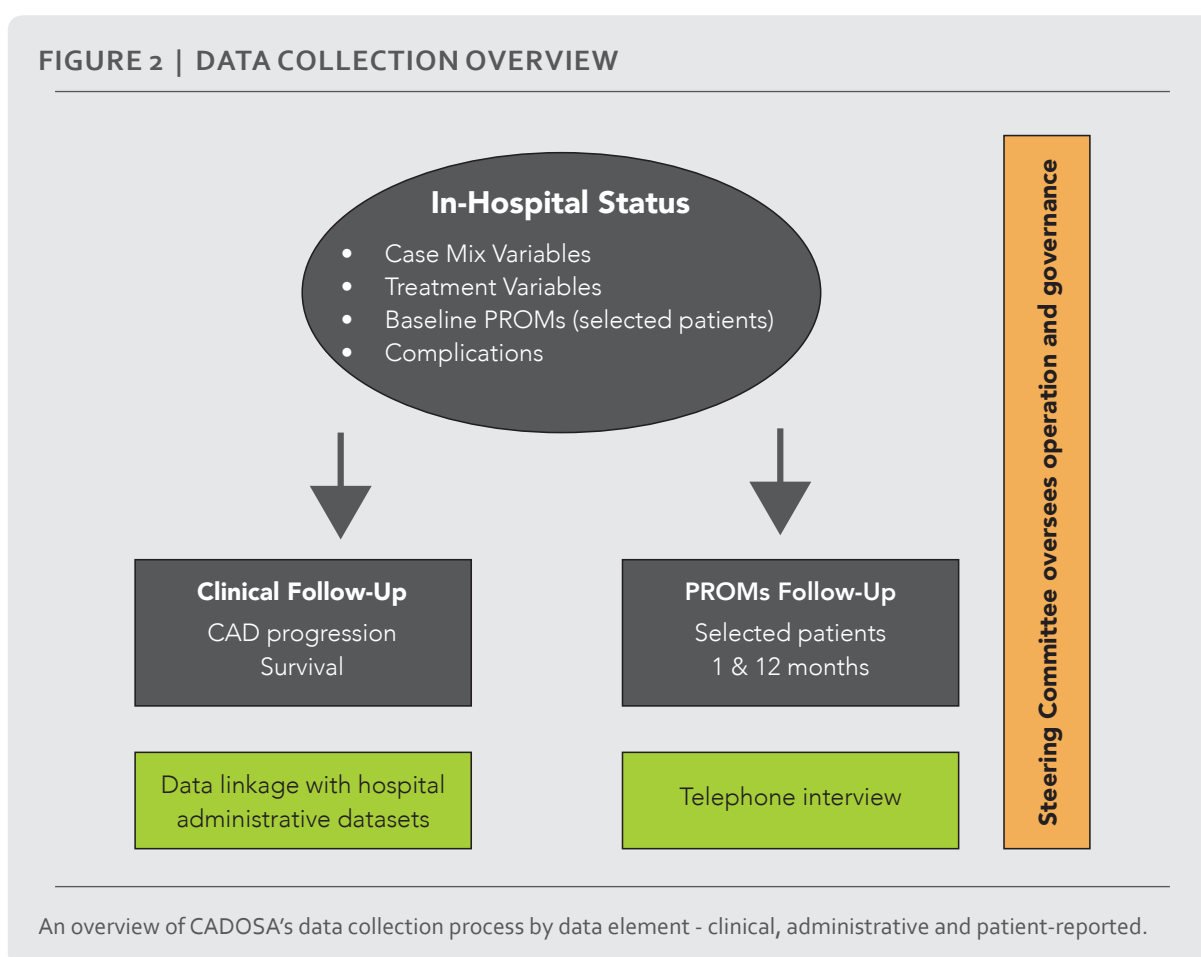 FIGURE 2 | DATA COLLECTION OVERVIEW
In-Hospital Status
• Case Mix Variables
• Treatment Variables
• Baseline PROMs (selected patients)
• Complications
Clinical Follow-Up
CAD progression
Survival
PROMs Follow-Up
Selected patients
1 & 12 months
Data linkage with hospital
administrative datasets
Telephone interview
Steering Committee oversees operation and governance
An overview of CADOSA's data collection process by data element - clinical, administrative and patient-reported.